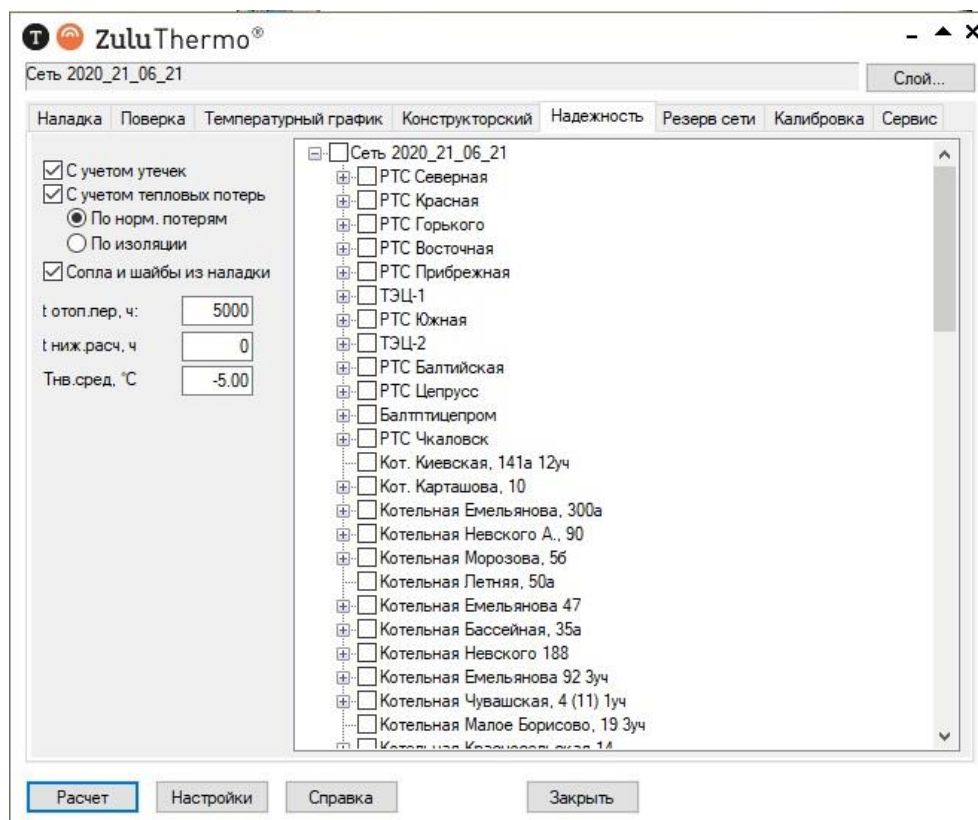 T ZuluThermo®
Сеть 2020_21_06_21
Слой...
Наладка Поверка Температурный график Конструкторский Надежность Резерв сети Калибровка Сервис
С учетом утечек
С учетом тепловых потерь
По норм. потерям
По изоляции
Сопла и шайбы из наладки
t отоп.пер, ч: 5000
t ниж.расч, ч 0
Tнв.сред, °C -5.00
Сеть 2020_21_06_21
РТС Северная
РТС Красная
РТС Горького
РТС Восточная
РТС Прибрежная
ТЭЦ-1
РТС Южная
ТЭЦ-2
РТС Балтийская
РТС Цепрусс
Балтптицепром
РТС Чкаловск
Кот. Киевская, 141а 12уч
Кот. Карташова, 10
Котельная Емельянова, 300а
Котельная Невского А., 90
Котельная Морозова, 5б
Котельная Летняя, 50а
Котельная Емельянова 47
Котельная Бассейная, 35а
Котельная Невского 188
Котельная Емельянова 92 3уч
Котельная Чувашская, 4 (11) 1уч
Котельная Малое Борисово, 19 3уч
Котельная Красносельская 14
Расчет Настройки Справка Закрыть